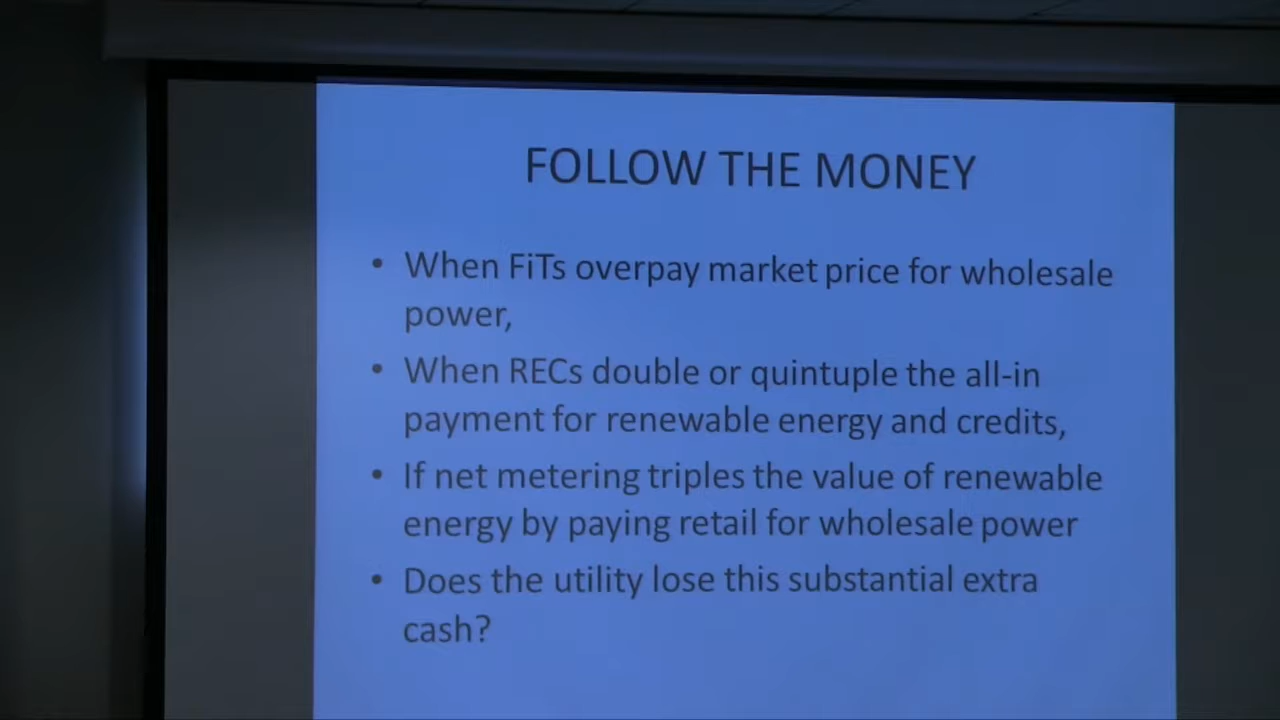 FOLLOW THE MONEY
• When FiTs overpay market price for wholesale
power,
• When RECs double or quintuple the all-in
payment for renewable energy and credits,
• If net metering triples the value of renewable
energy by paying retail for wholesale power
• Does the utility lose this substantial extra
cash?